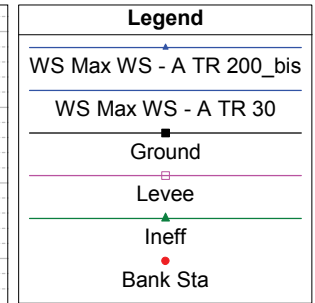 Legend
WS Max WS - A TR 200_bis
WS Max WS - A TR 30
Ground
Levee
Ineff
Bank Sta